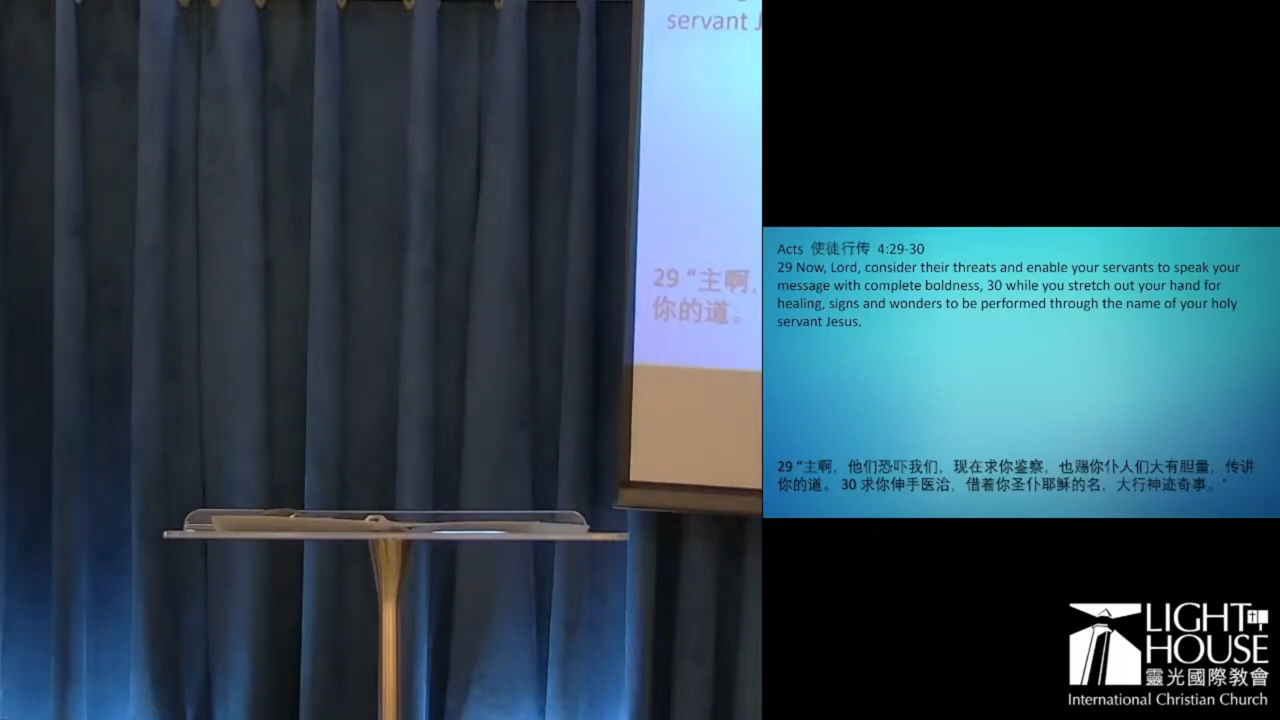 servant J
29 “主啊,
你的道。
Acts 使徒行传 4:29-30
29 Now, Lord, consider their threats and enable your servants to speak your
message with complete boldness, 30 while you stretch out your hand for
healing, signs and wonders to be performed through the name of your holy
servant Jesus.
29 “主啊，他们恐吓我们，现在求你鉴察，也赐你仆人们大有胆量，传讲
你的道。 30 求你伸手医治，借着你圣仆耶稣的名，大行神迹奇事。”
LIGHT
HOUSE
靈光國際教會
International Christian Church